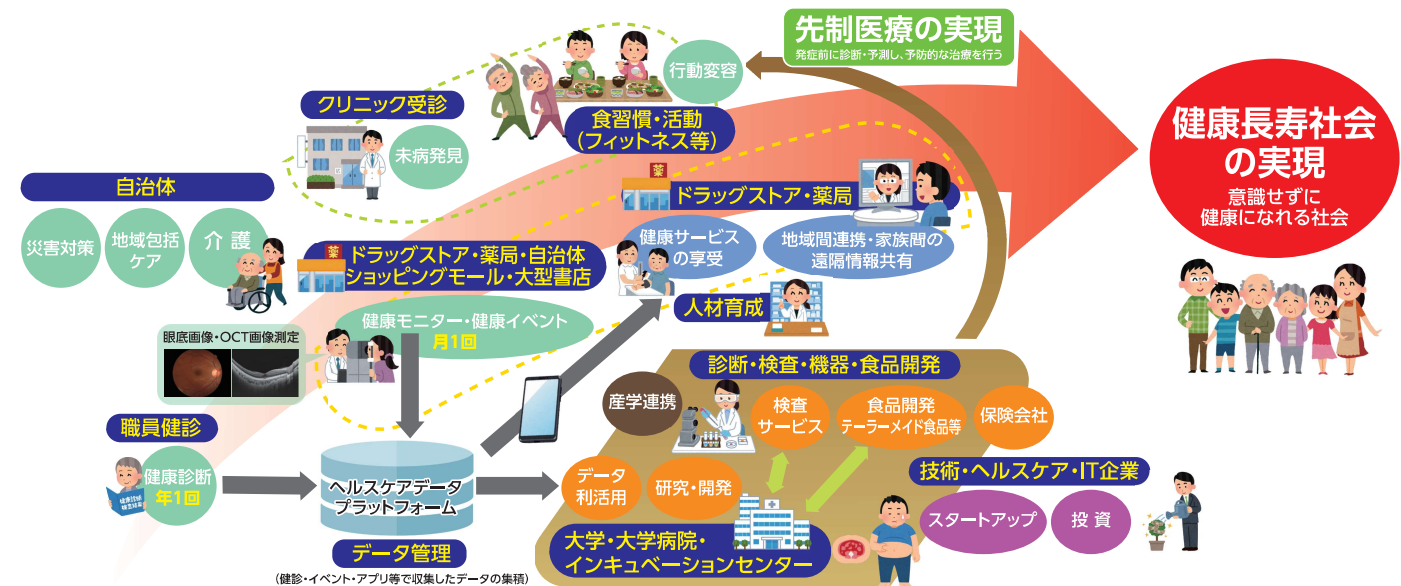 先制医療の実現
発症前に診断・予測し、予防的な治療を行う
健康長寿社会
の実現
意識せずに
健康になれる社会
行動変容
食習慣・活動
(フィットネス等)
クリニック受診
未病発見
自治体
災害対策
地域包括
ケア
介護
ドラッグストア・薬局
薬
健康サービス
の享受
地域間連携・家族間の
遠隔情報共有
薬
ドラッグストア・薬局・自治体
ショッピングモール・大型書店
人材育成
健康モニター・健康イベント
月1回
眼底画像・OCT画像測定
職員健診
健康診断
年1回
健康診断
検査結果
ヘルスケアデータ
プラットフォーム
データ管理
(健診・イベント・アプリ等で収集したデータの集積)
診断・検査・機器・食品開発
産学連携
検査
サービス
食品開発
テーラーメイド食品等
保険会社
データ
利活用
研究・開発
大学・大学病院・
インキュベーションセンター
技術・ヘルスケア・IT企業
スタートアップ
投資